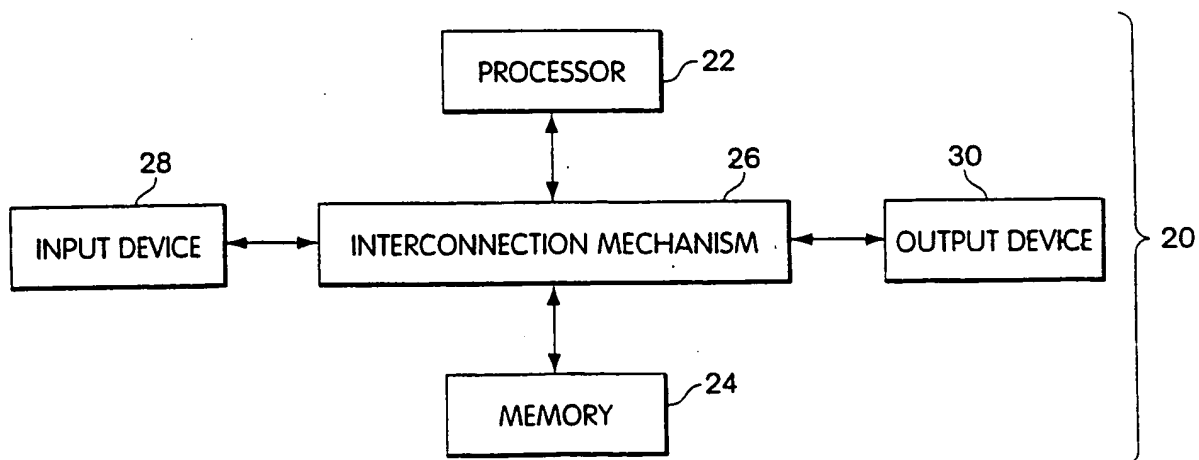 PROCESSOR
22
28
26
30
INPUT DEVICE
INTERCONNECTION MECHANISM
OUTPUT DEVICE
20
MEMORY
24